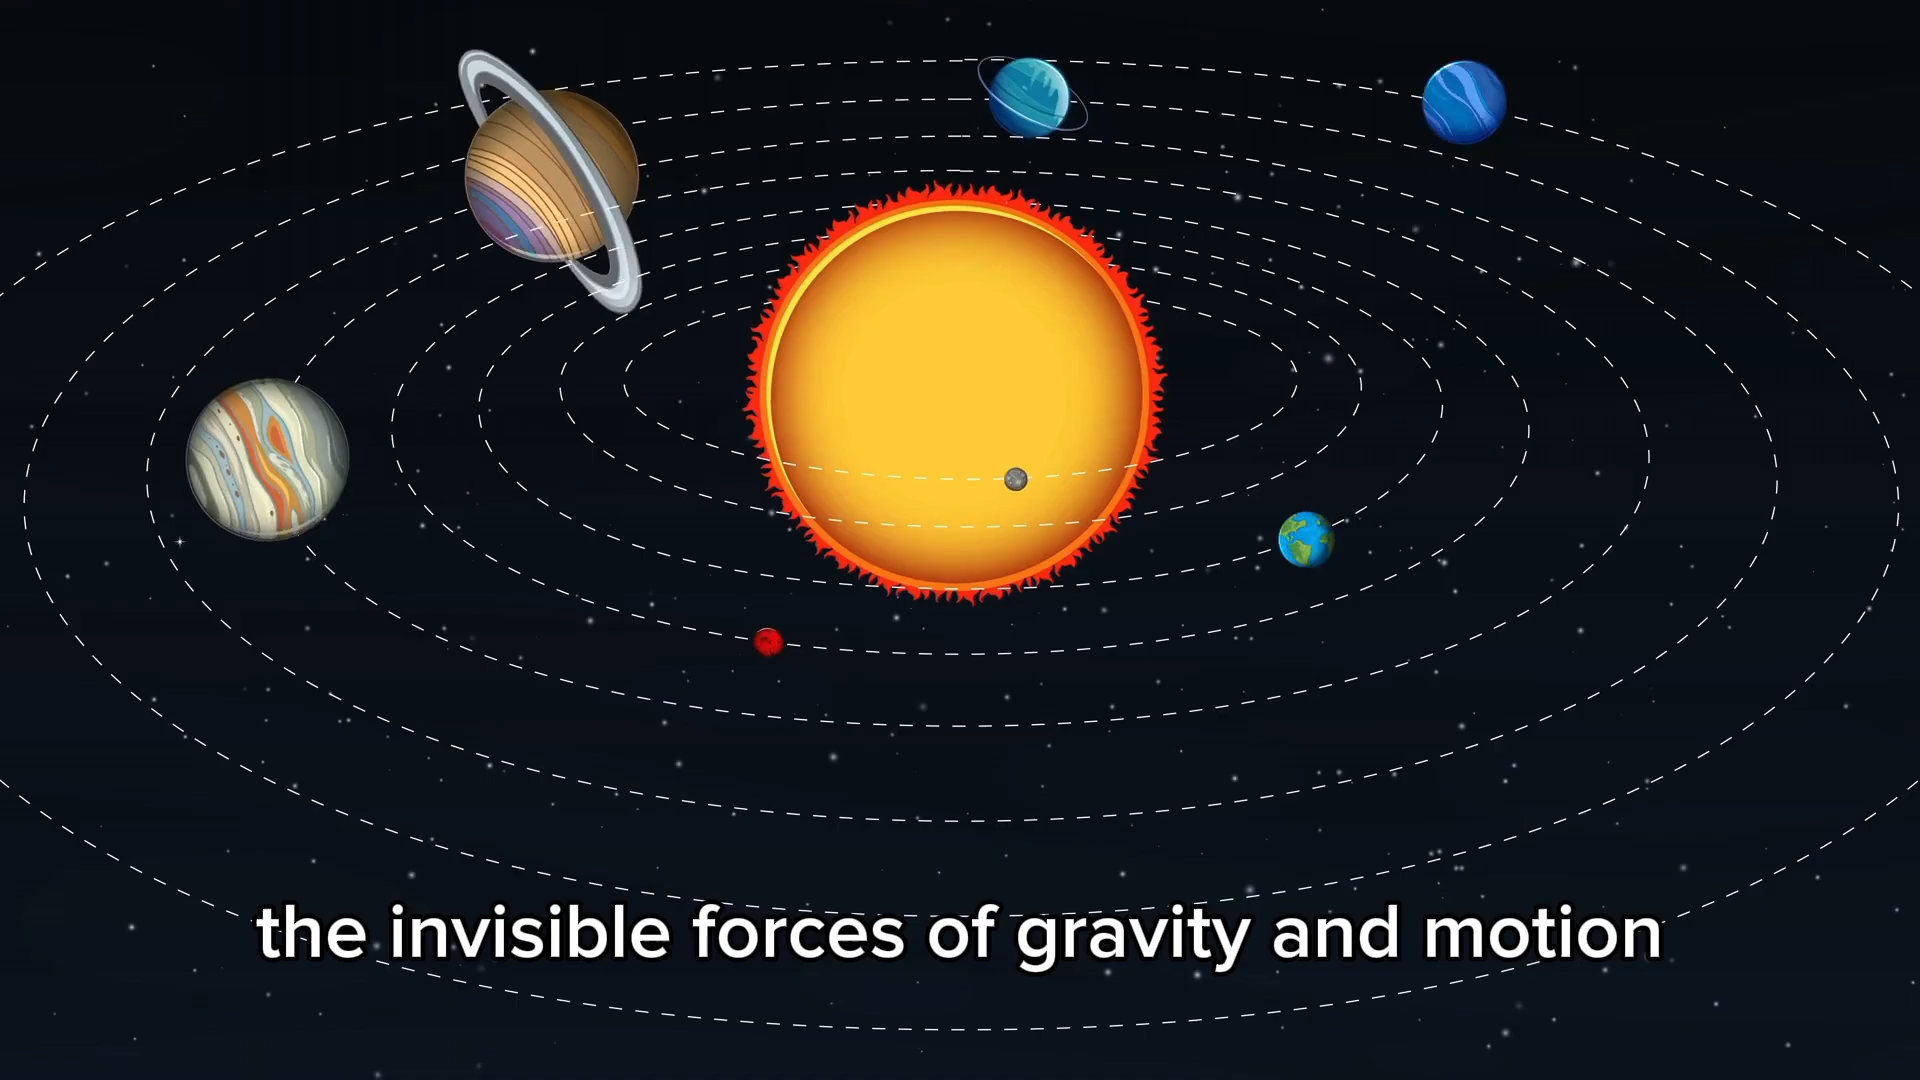 the invisible forces of gravity and motion